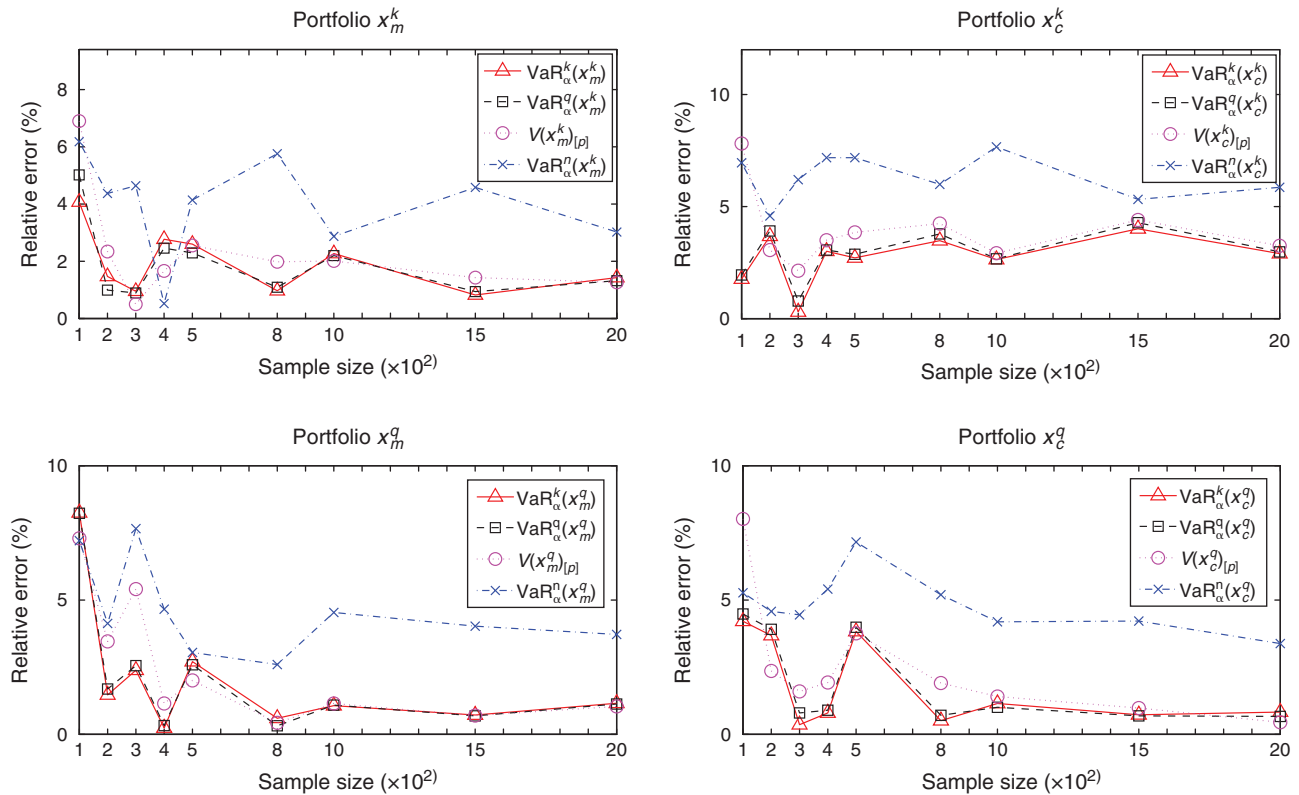 Portfolio x_m^k
Relative error (%)
8
6
4
2
0
VaR_α^k(x_m^k)
VaR_α^q(x_m^k)
V(x_m^k)_[p]
VaR_α^n(x_m^k)
1 2 3 4 5 8 10 15 20
Sample size (×10^2)
Portfolio x_c^k
Relative error (%)
10
5
0
VaR_α^k(x_c^k)
VaR_α^q(x_c^k)
V(x_c^k)_[p]
VaR_α^n(x_c^k)
1 2 3 4 5 8 10 15 20
Sample size (×10^2)
Portfolio x_m^q
Relative error (%)
10
5
0
VaR_α^k(x_m^q)
VaR_α^q(x_m^q)
V(x_m^q)_[p]
VaR_α^n(x_m^q)
1 2 3 4 5 8 10 15 20
Sample size (×10^2)
Portfolio x_c^q
Relative error (%)
10
5
0
VaR_α^k(x_c^q)
VaR_α^q(x_c^q)
V(x_c^q)_[p]
VaR_α^n(x_c^q)
1 2 3 4 5 8 10 15 20
Sample size (×10^2)